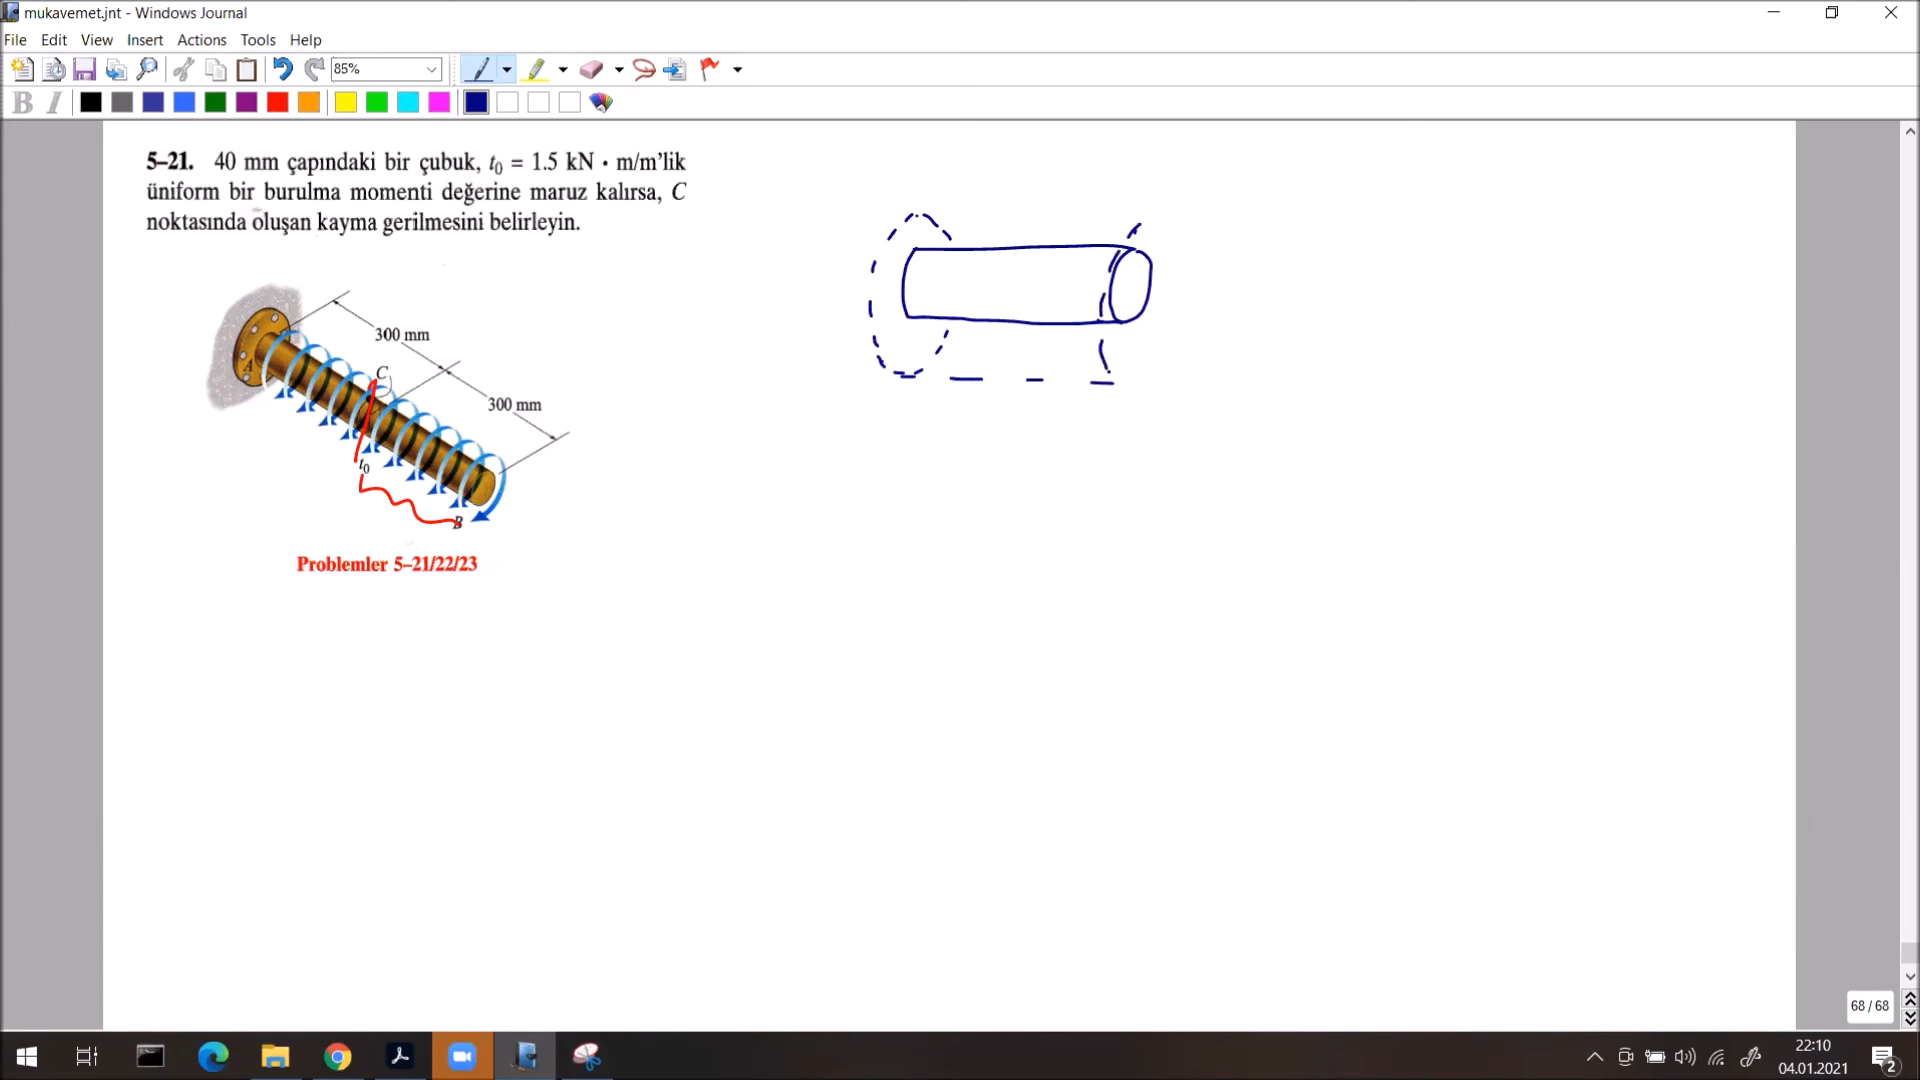 mukavemet.jnt - Windows Journal
File Edit View Insert Actions Tools Help
85%
B I
5–21. 40 mm çapındaki bir çubuk, t₀ = 1.5 kN · m/m’lik
üniform bir burulma momenti değerine maruz kalırsa, C
noktasında oluşan kayma gerilmesini belirleyin.
300 mm
A
C
300 mm
t₀
B
Problemler 5–21/22/23
68 / 68
22:10
04.01.2021
2